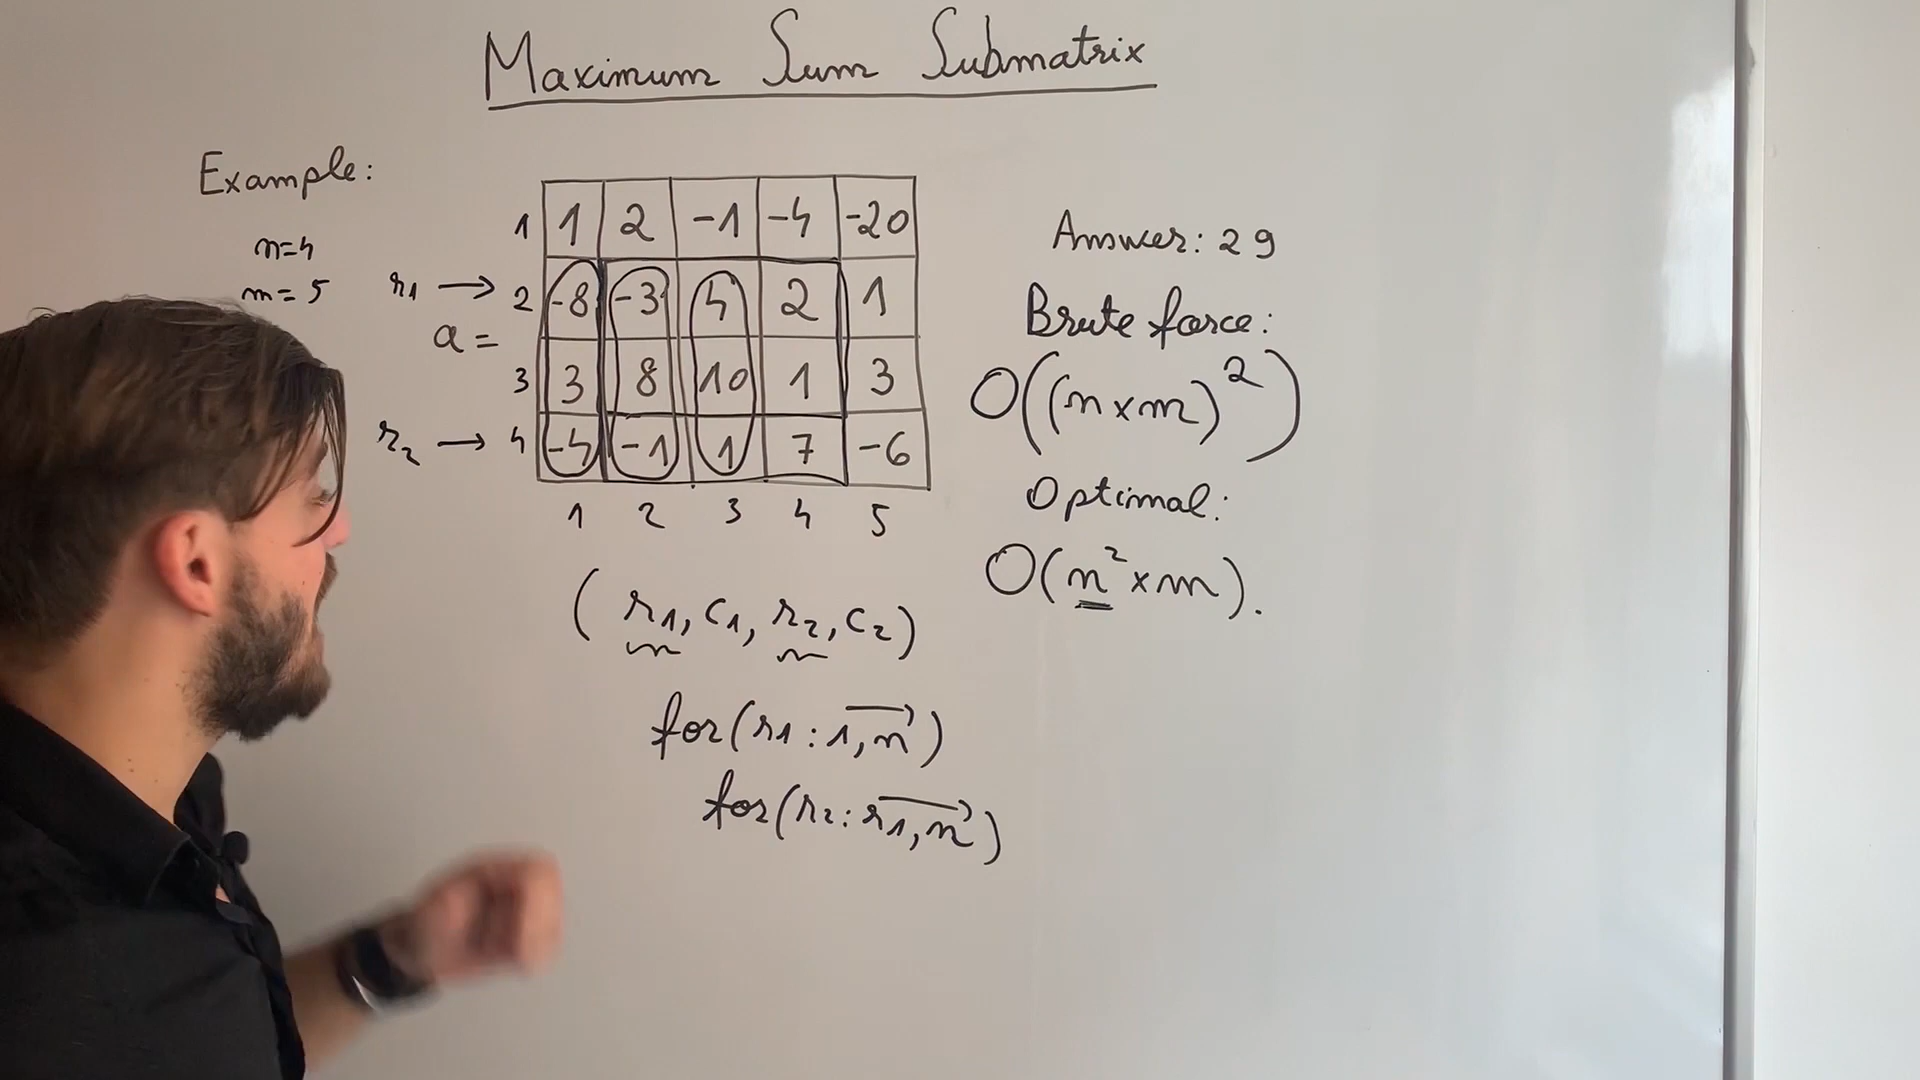 Maximum Sum Submatrix
Example:
n=4
m=5
a=
r1 →
r2 →
1 1 2 -1 -4 -20
2 -8 -3 4 2 1
3 3 8 10 1 3
4 -4 -1 1 7 -6
1 2 3 4 5
(r1, c1, r2, c2)
for(r1: 1,n)
for(r2: r1,n)
Answer: 29
Brute force:
O((n×m)²)
Optimal:
O(n²×m).